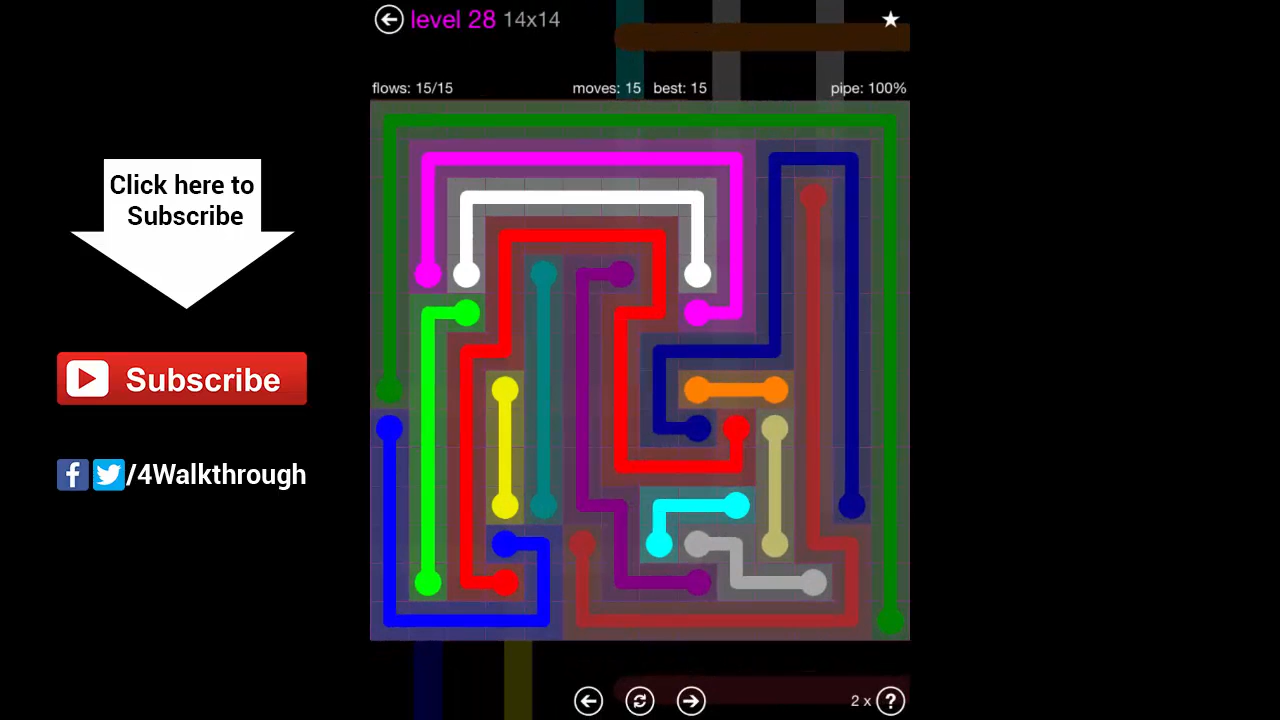 level 28 14x14
flows: 15/15 moves: 15 best: 15 pipe: 100%
Click here to
Subscribe
Subscribe
f /4Walkthrough
2 x ?